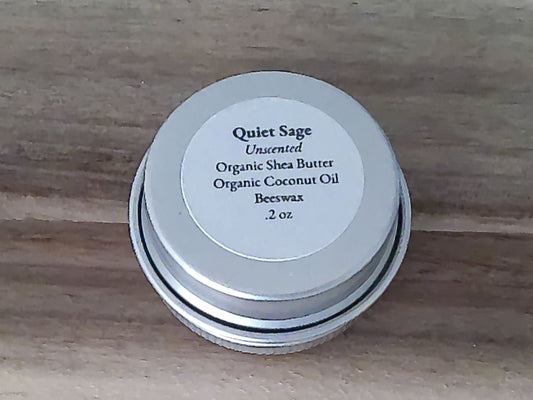 Quiet Sage
Unscented
Organic Shea Butter
Organic Coconut Oil
Beeswax
.2 oz